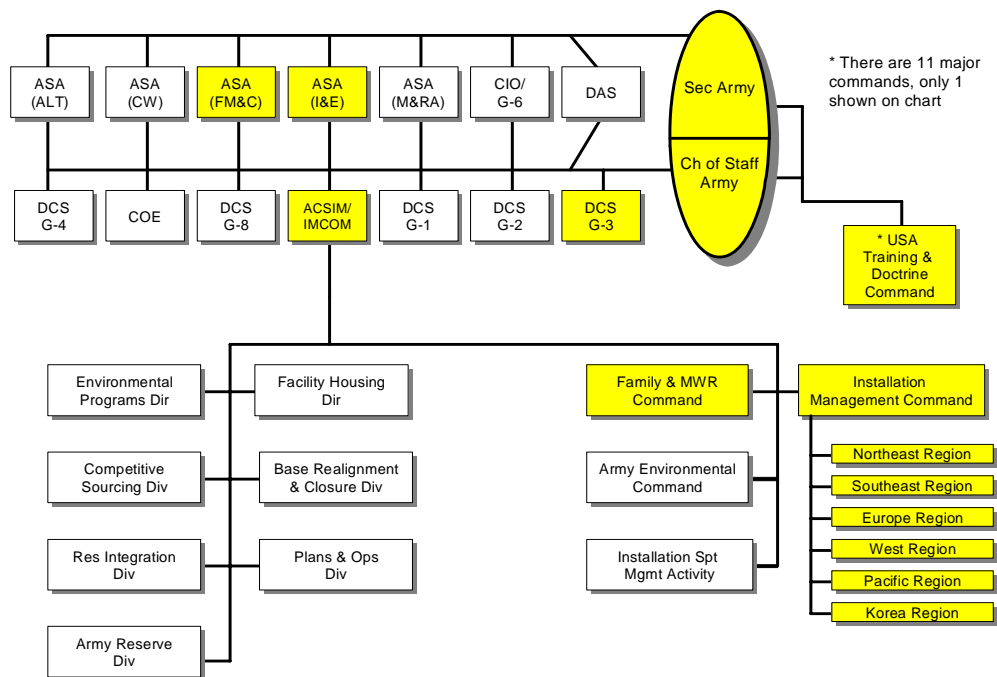 ASA
(ALT)
ASA
(CW)
ASA
(FM&C)
ASA
(I&E)
ASA
(M&RA)
CIO/
G-6
DAS
Sec Army
* There are 11 major
commands, only 1
shown on chart
Ch of Staff
Army
DCS
G-4
COE
DCS
G-8
ACSIM/
IMCOM
DCS
G-1
DCS
G-2
DCS
G-3
* USA
Training &
Doctrine
Command
Environmental
Programs Dir
Facility Housing
Dir
Competitive
Sourcing Div
Base Realignment
& Closure Div
Res Integration
Div
Plans & Ops
Div
Army Reserve
Div
Family & MWR
Command
Installation
Management Command
Army Environmental
Command
Installation Spt
Mgmt Activity
Northeast Region
Southeast Region
Europe Region
West Region
Pacific Region
Korea Region